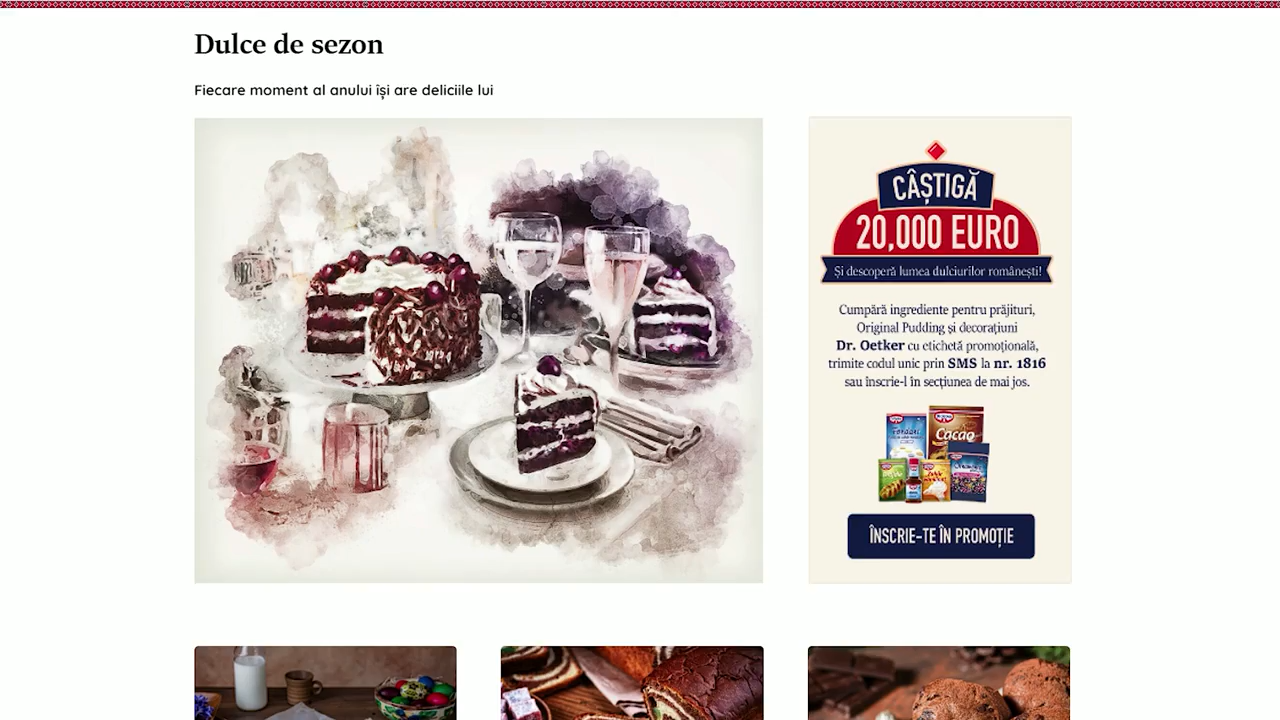 Dulce de sezon
Fiecare moment al anului își are deliciile lui
CÂȘTIGĂ
20,000 EURO
Și descoperă lumea dulciurilor românești!
Cumpără ingrediente pentru prăjituri,
Original Pudding și decorațiuni
Dr. Oetker cu etichetă promoțională,
trimite codul unic prin SMS la nr. 1816
sau înscrie-l în secțiunea de mai jos.
Cacao
ÎNSCRIE-TE ÎN PROMOȚIE